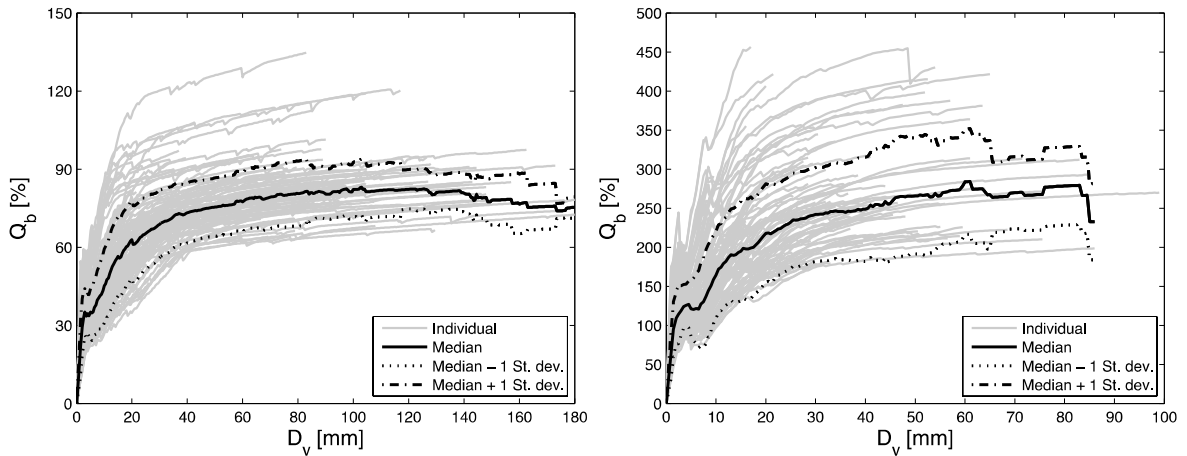 150
120
90
60
30
0
Q_b [%]
0 20 40 60 80 100 120 140 160 180
D_v [mm]
Individual
Median
Median − 1 St. dev.
Median + 1 St. dev.
500
450
400
350
300
250
200
150
100
50
0
Q_b [%]
0 10 20 30 40 50 60 70 80 90 100
D_v [mm]
Individual
Median
Median − 1 St. dev.
Median + 1 St. dev.